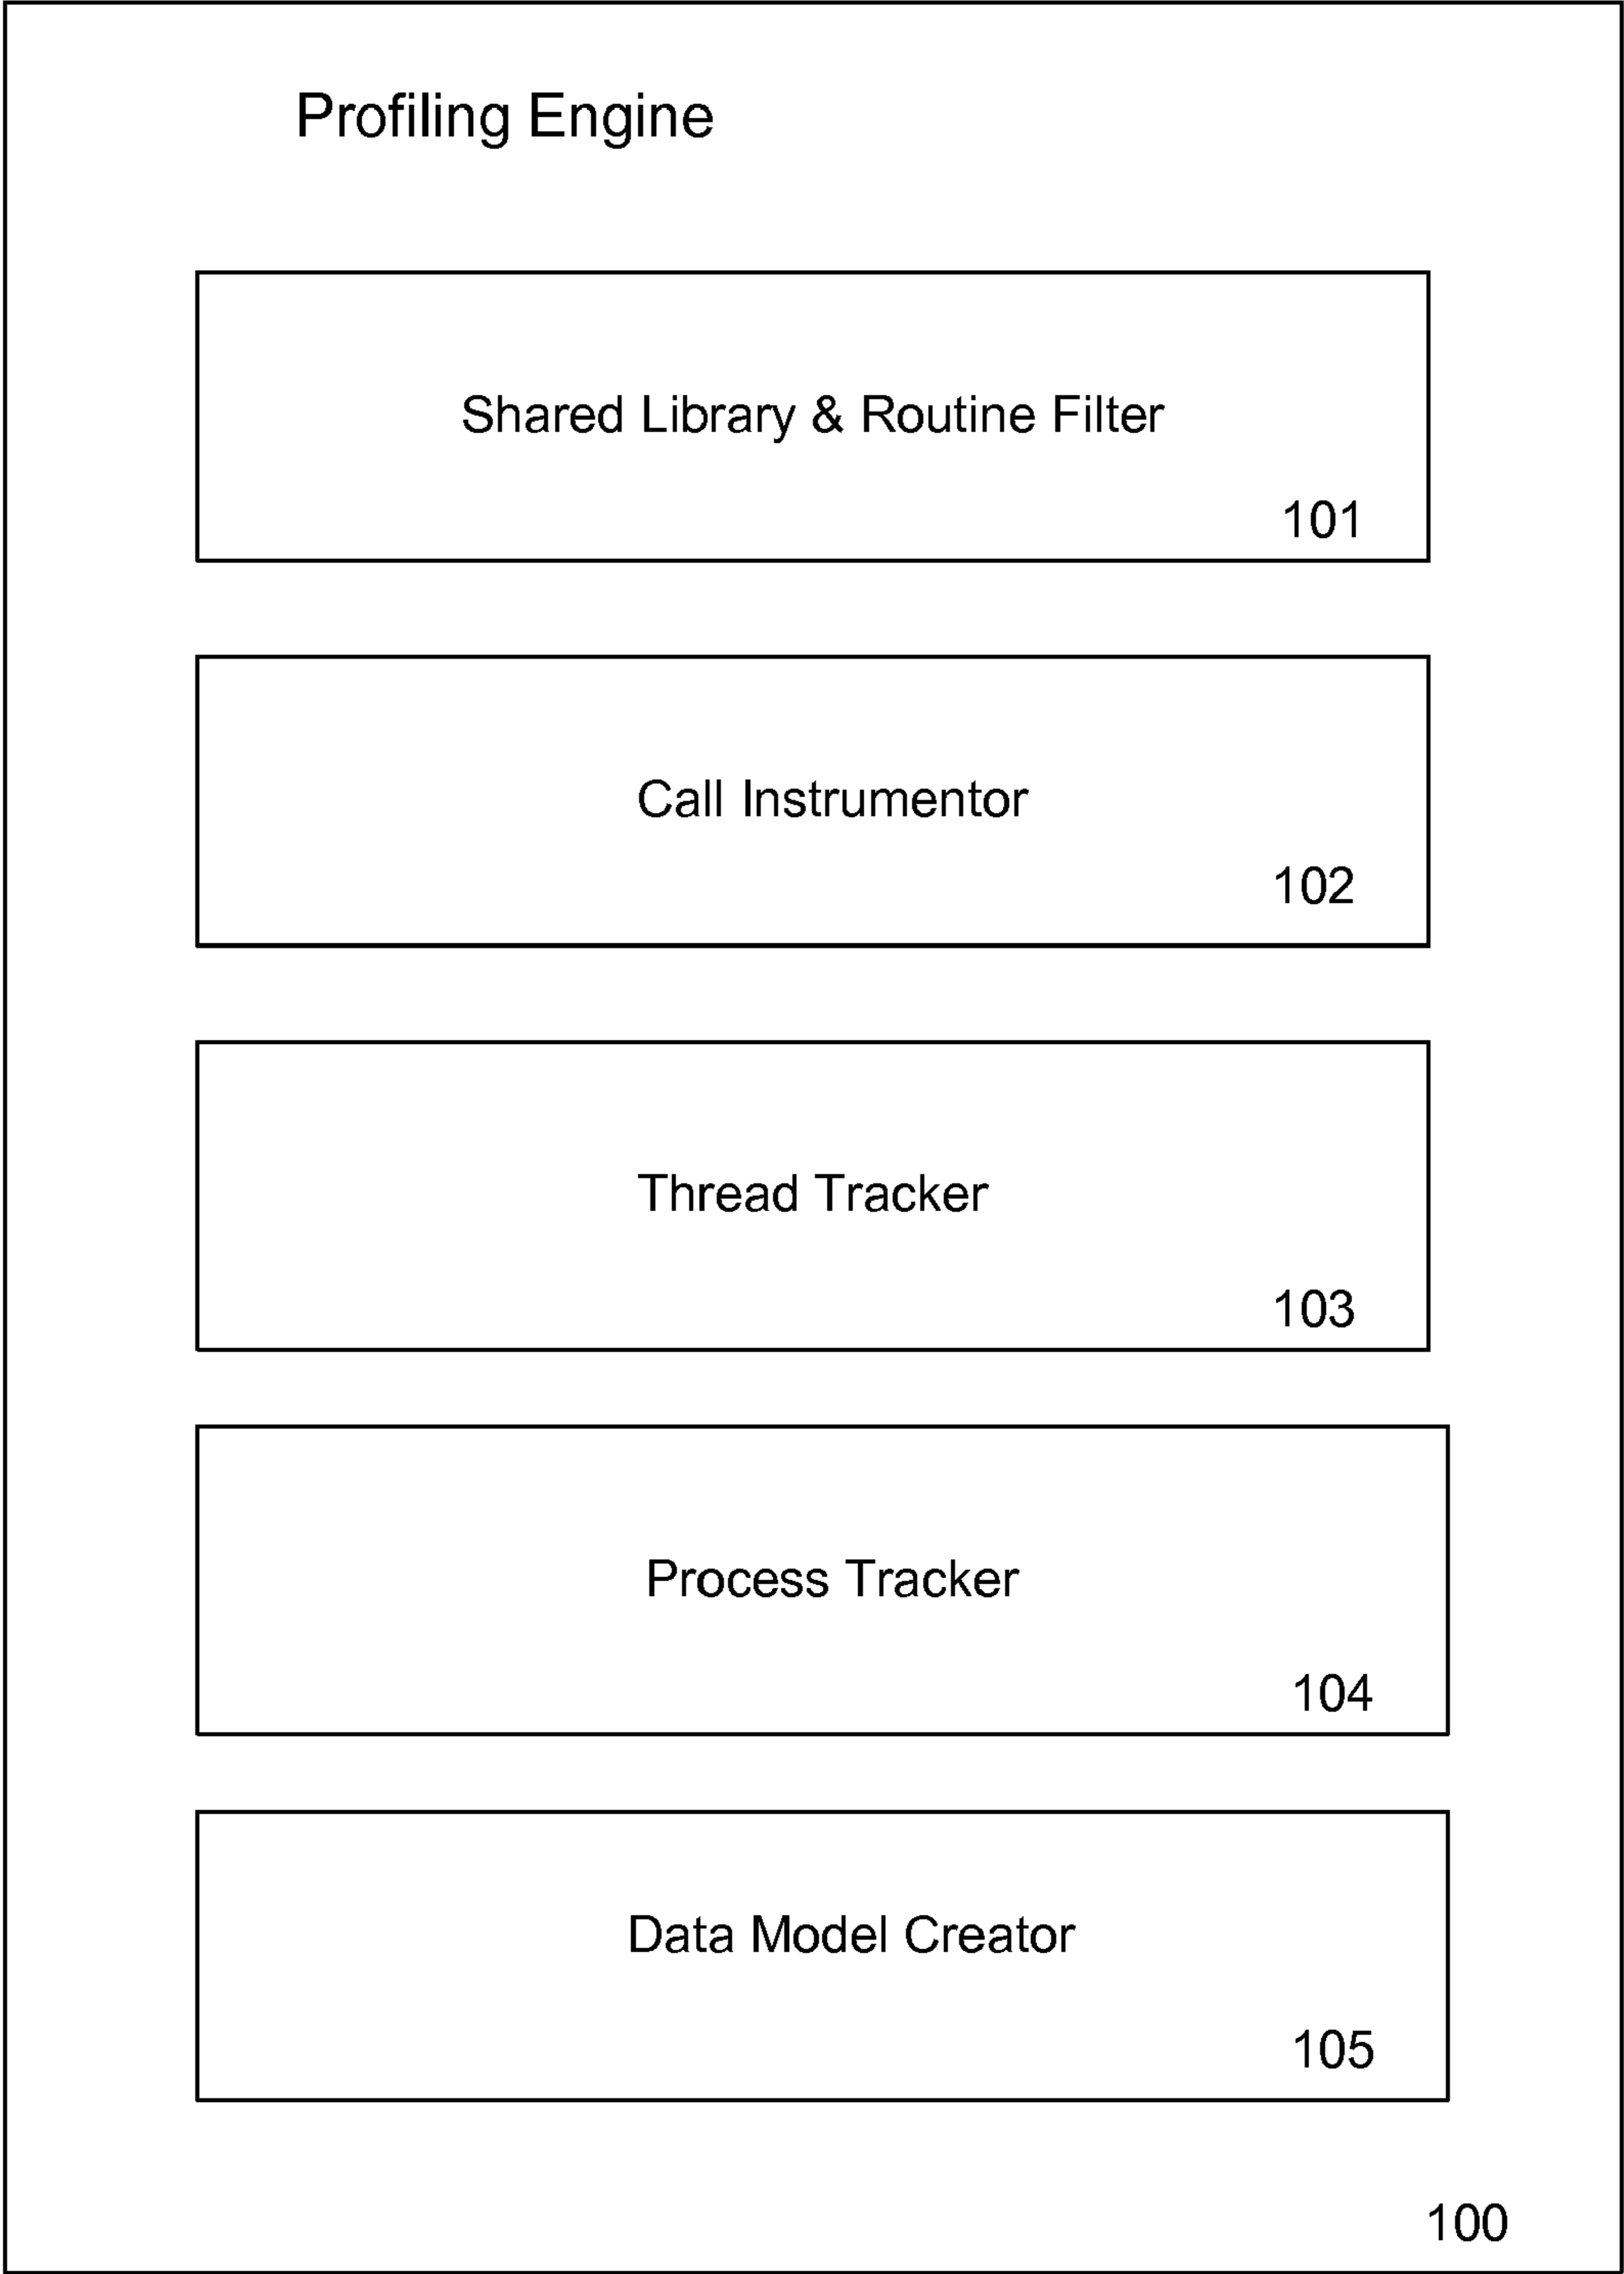 Profiling Engine
Shared Library & Routine Filter
101
Call Instrumentor
102
Thread Tracker
103
Process Tracker
104
Data Model Creator
105
100